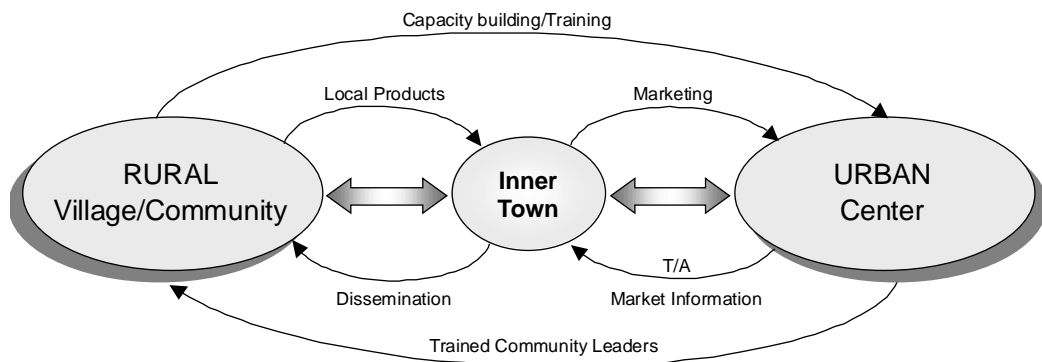 Capacity building/Training
Local Products
Marketing
RURAL
Village/Community
Inner
Town
URBAN
Center
T/A
Dissemination
Market Information
Trained Community Leaders